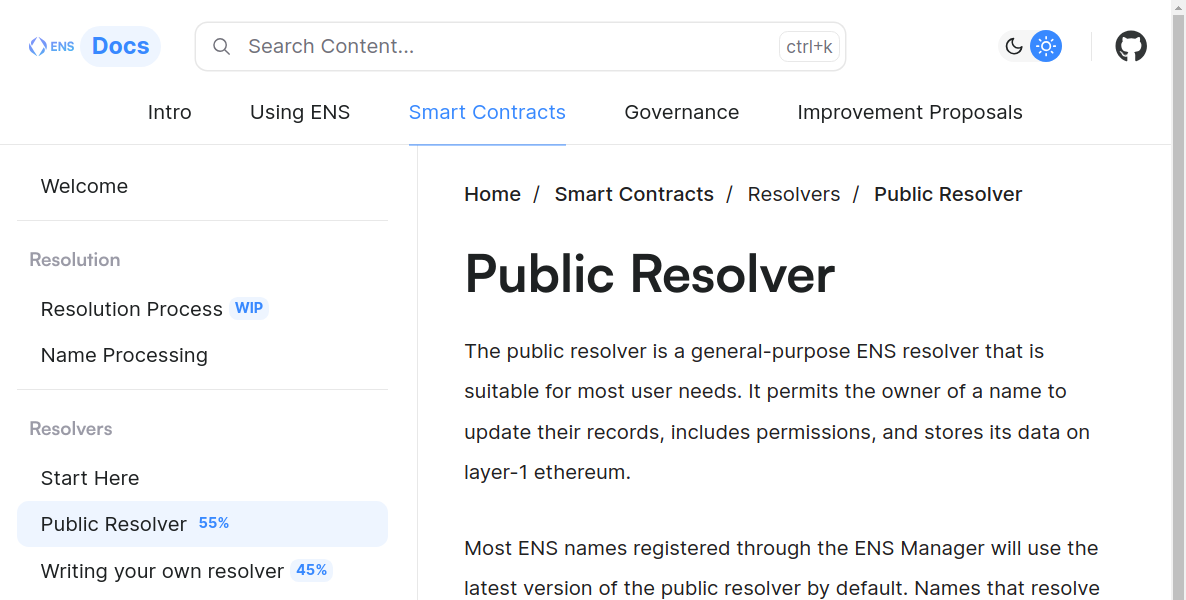 ENS Docs
Search Content...
ctrl+k
Intro
Using ENS
Smart Contracts
Governance
Improvement Proposals
Welcome
Resolution
Resolution Process WIP
Name Processing
Resolvers
Start Here
Public Resolver 55%
Writing your own resolver 45%
Home / Smart Contracts / Resolvers / Public Resolver
Public Resolver
The public resolver is a general-purpose ENS resolver that is
suitable for most user needs. It permits the owner of a name to
update their records, includes permissions, and stores its data on
layer-1 ethereum.
Most ENS names registered through the ENS Manager will use the
latest version of the public resolver by default. Names that resolve